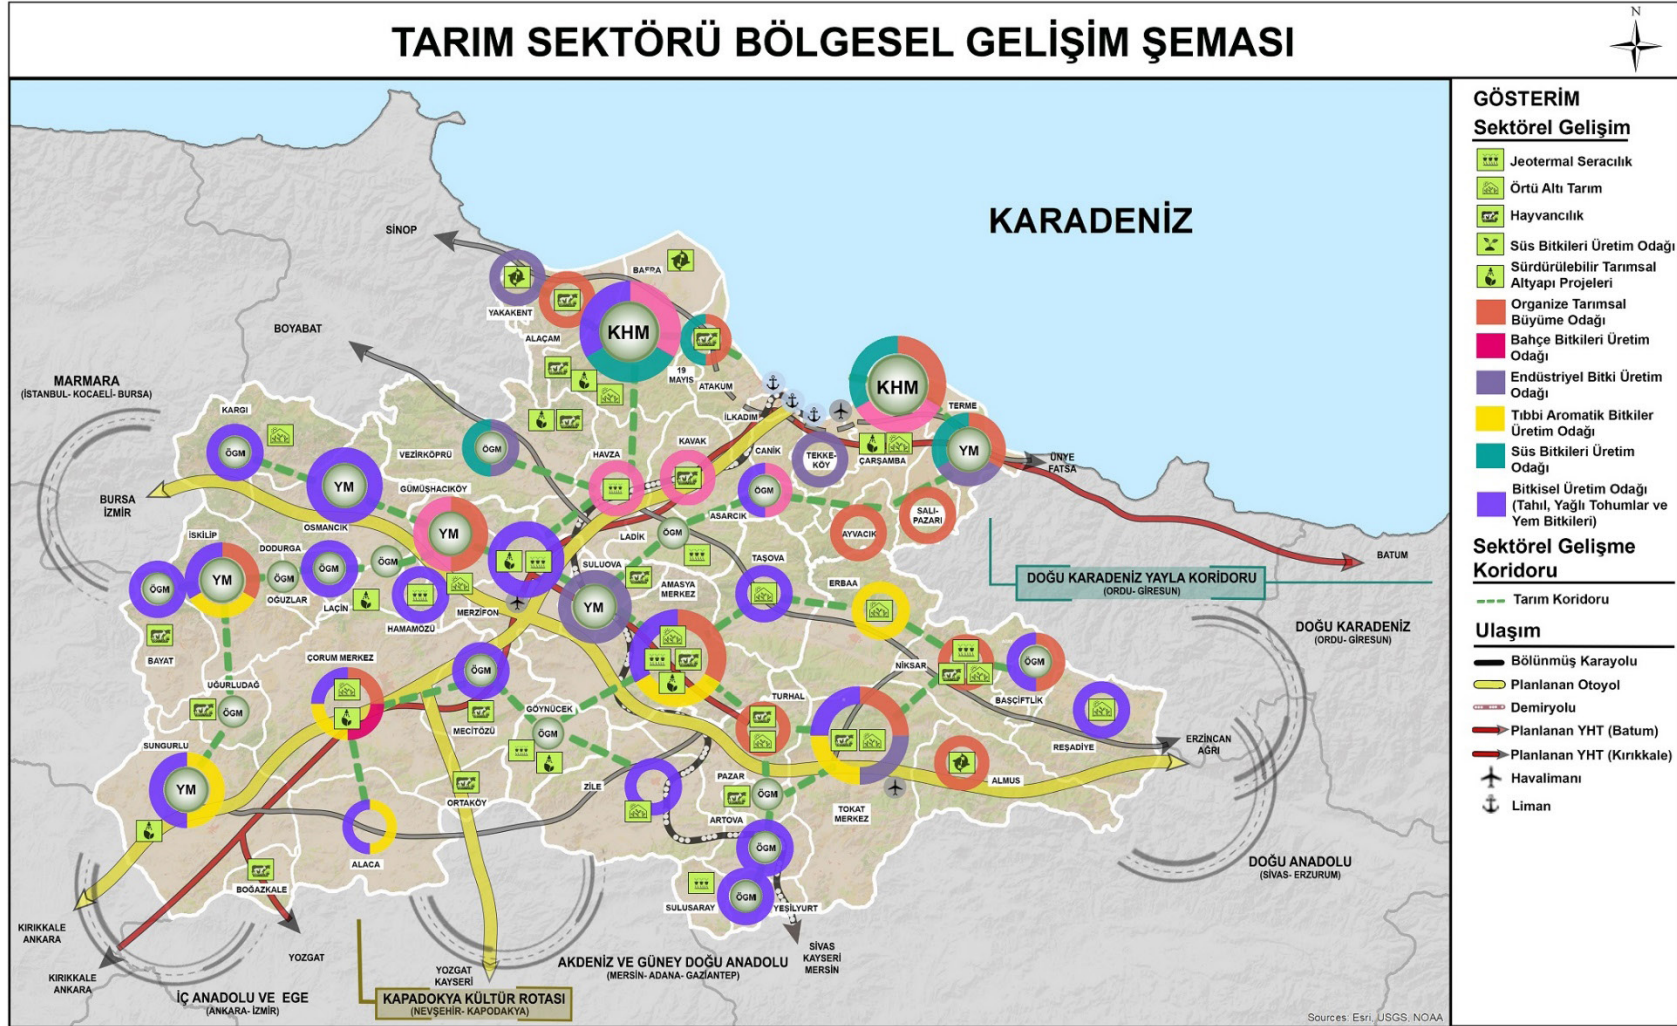 TARIM SEKTÖRÜ BÖLGESEL GELİŞİM ŞEMASI
N
KARADENİZ
SİNOP
BAFRA
YAKAKENT
ALAÇAM
KHM
BOYABAT
19
MAYIS
ATAKUM
KHM
MARMARA
(İSTANBUL- KOCAELİ- BURSA)
KARGI
İLKADIM
TERME
ÖGM
VEZİRKÖPRÜ
ÖGM
HAVZA
KAVAK
CANİK
TEKKE-
KÖY
ÇARŞAMBA
YM
ÜNYE
FATSA
BURSA
İZMİR
YM
GÜMÜŞHACIKÖY
ÖGM
ASARCIK
SALI-
PAZARI
OSMANCIK
YM
LADİK
ÖGM
AYVACIK
BATUM
İSKİLİP
DODURGA
ÖGM
YM
ÖGM
OĞUZLAR
ÖGM
LAÇİN
ÖGM
HAMAMÖZÜ
MERZİFON
SULUOVA
YM
AMASYA
MERKEZ
TAŞOVA
ERBAA
DOĞU KARADENİZ YAYLA KORİDORU
(ORDU- GİRESUN)
DOĞU KARADENİZ
(ORDU- GİRESUN)
BAYAT
ÇORUM MERKEZ
ÖGM
NİKSAR
ÖGM
BAŞÇİFTLİK
UĞURLUDAĞ
ÖGM
MECİTÖZÜ
GÖYNÜCEK
ÖGM
TURHAL
REŞADİYE
ERZİNCAN
AĞRI
SUNGURLU
YM
ORTAKÖY
ZİLE
PAZAR
ÖGM
ARTOVA
TOKAT
MERKEZ
ALMUS
ALACA
ÖGM
BOĞAZKALE
SULUSARAY
ÖGM
YEŞİLYURT
DOĞU ANADOLU
(SİVAS- ERZURUM)
KIRIKKALE
ANKARA
KIRIKKALE
ANKARA
YOZGAT
YOZGAT
KAYSERİ
AKDENİZ VE GÜNEY DOĞU ANADOLU
(MERSİN- ADANA- GAZİANTEP)
SİVAS
KAYSERİ
MERSİN
İÇ ANADOLU VE EGE
(ANKARA- İZMİR)
KAPADOKYA KÜLTÜR ROTASI
(NEVŞEHİR- KAPODAKYA)
Sources: Esri, USGS, NOAA
GÖSTERİM
Sektörel Gelişim
Jeotermal Seracılık
Örtü Altı Tarım
Hayvancılık
Süs Bitkileri Üretim Odağı
Sürdürülebilir Tarımsal
Altyapı Projeleri
Organize Tarımsal
Büyüme Odağı
Bahçe Bitkileri Üretim
Odağı
Endüstriyel Bitki Üretim
Odağı
Tıbbi Aromatik Bitkiler
Üretim Odağı
Süs Bitkileri Üretim
Odağı
Bitkisel Üretim Odağı
(Tahıl, Yağlı Tohumlar ve
Yem Bitkileri)
Sektörel Gelişme
Koridoru
Tarım Koridoru
Ulaşım
Bölünmüş Karayolu
Planlanan Otoyol
Demiryolu
Planlanan YHT (Batum)
Planlanan YHT (Kırıkkale)
Havalimanı
Liman